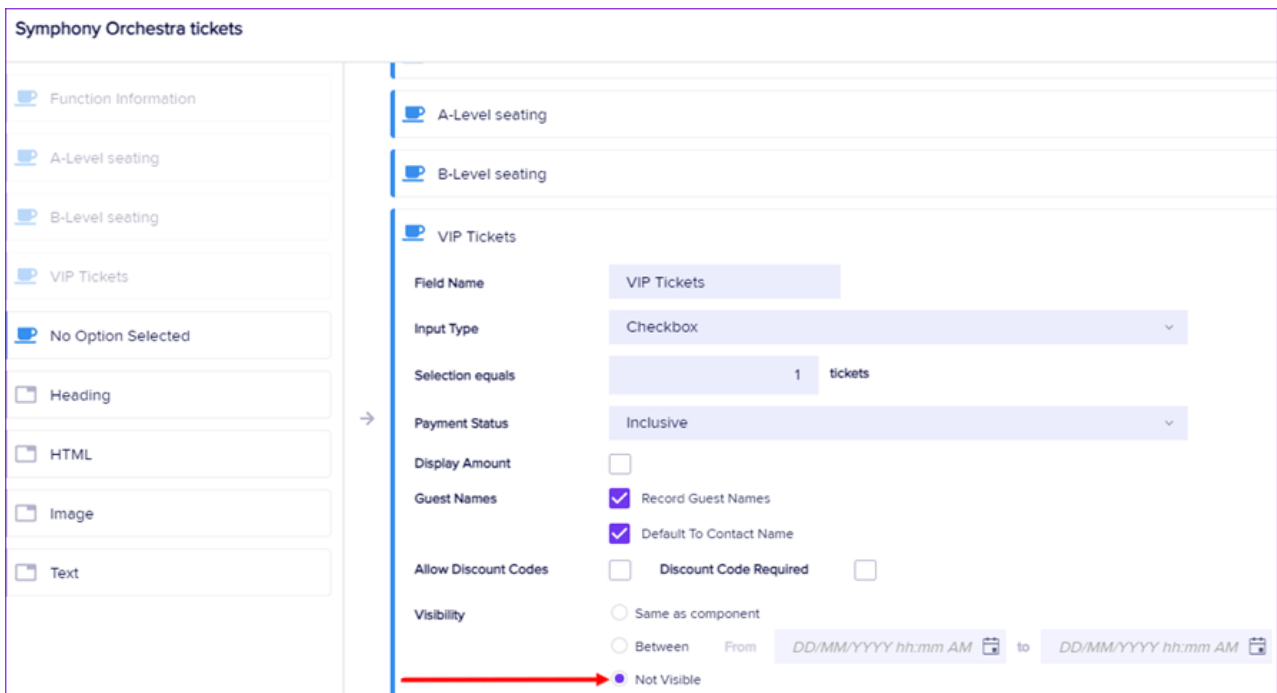 Symphony Orchestra tickets
Function Information
A-Level seating
B-Level seating
VIP Tickets
No Option Selected
Heading
HTML
Image
Text
A-Level seating
B-Level seating
VIP Tickets
Field Name VIP Tickets
Input Type Checkbox
Selection equals 1 tickets
Payment Status Inclusive
Display Amount
Guest Names Record Guest Names
Default To Contact Name
Allow Discount Codes Discount Code Required
Visibility Same as component
Between From DD/MM/YYYY hh:mm AM to DD/MM/YYYY hh:mm AM
Not Visible